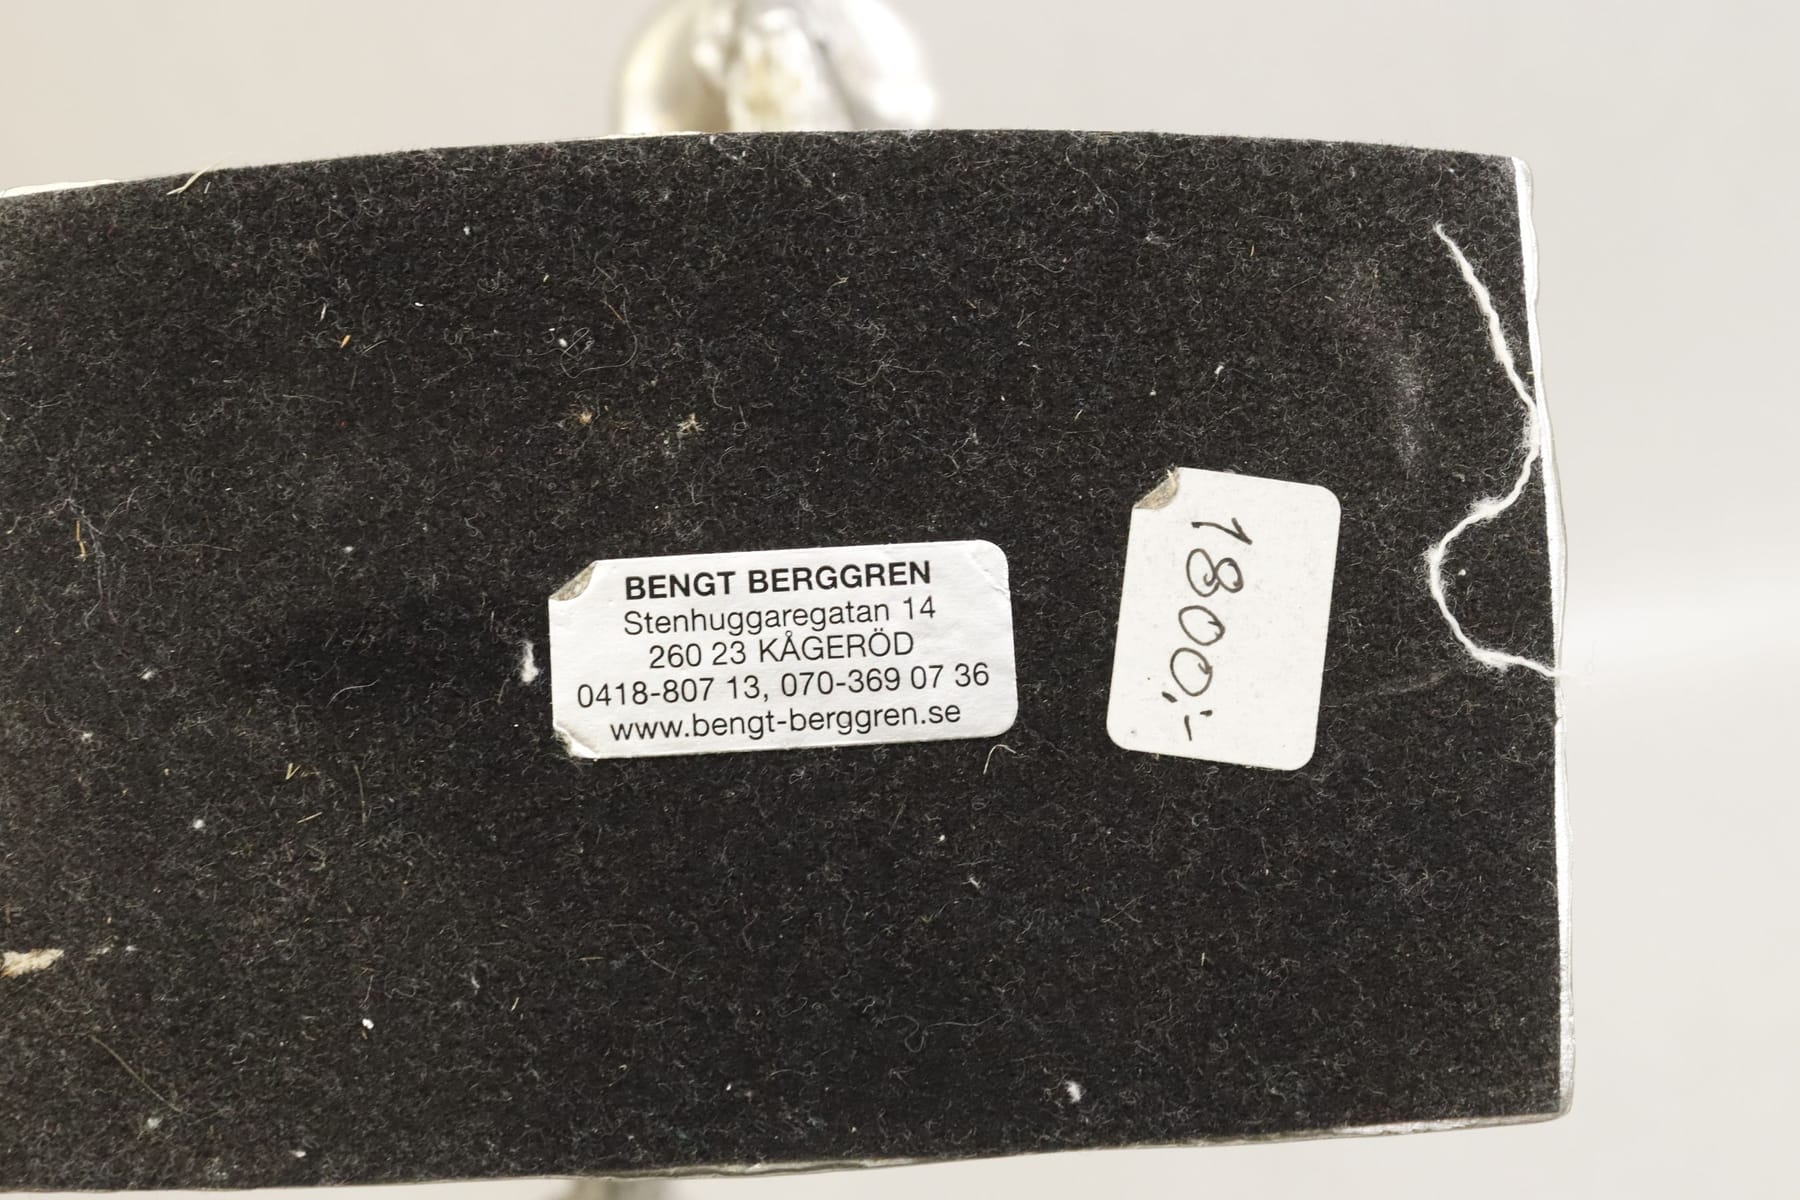 BENGT BERGGREN
Stenhuggaregatan 14
260 23 KÅGERÖD
0418-807 13, 070-369 07 36
www.bengt-berggren.se
1800:-